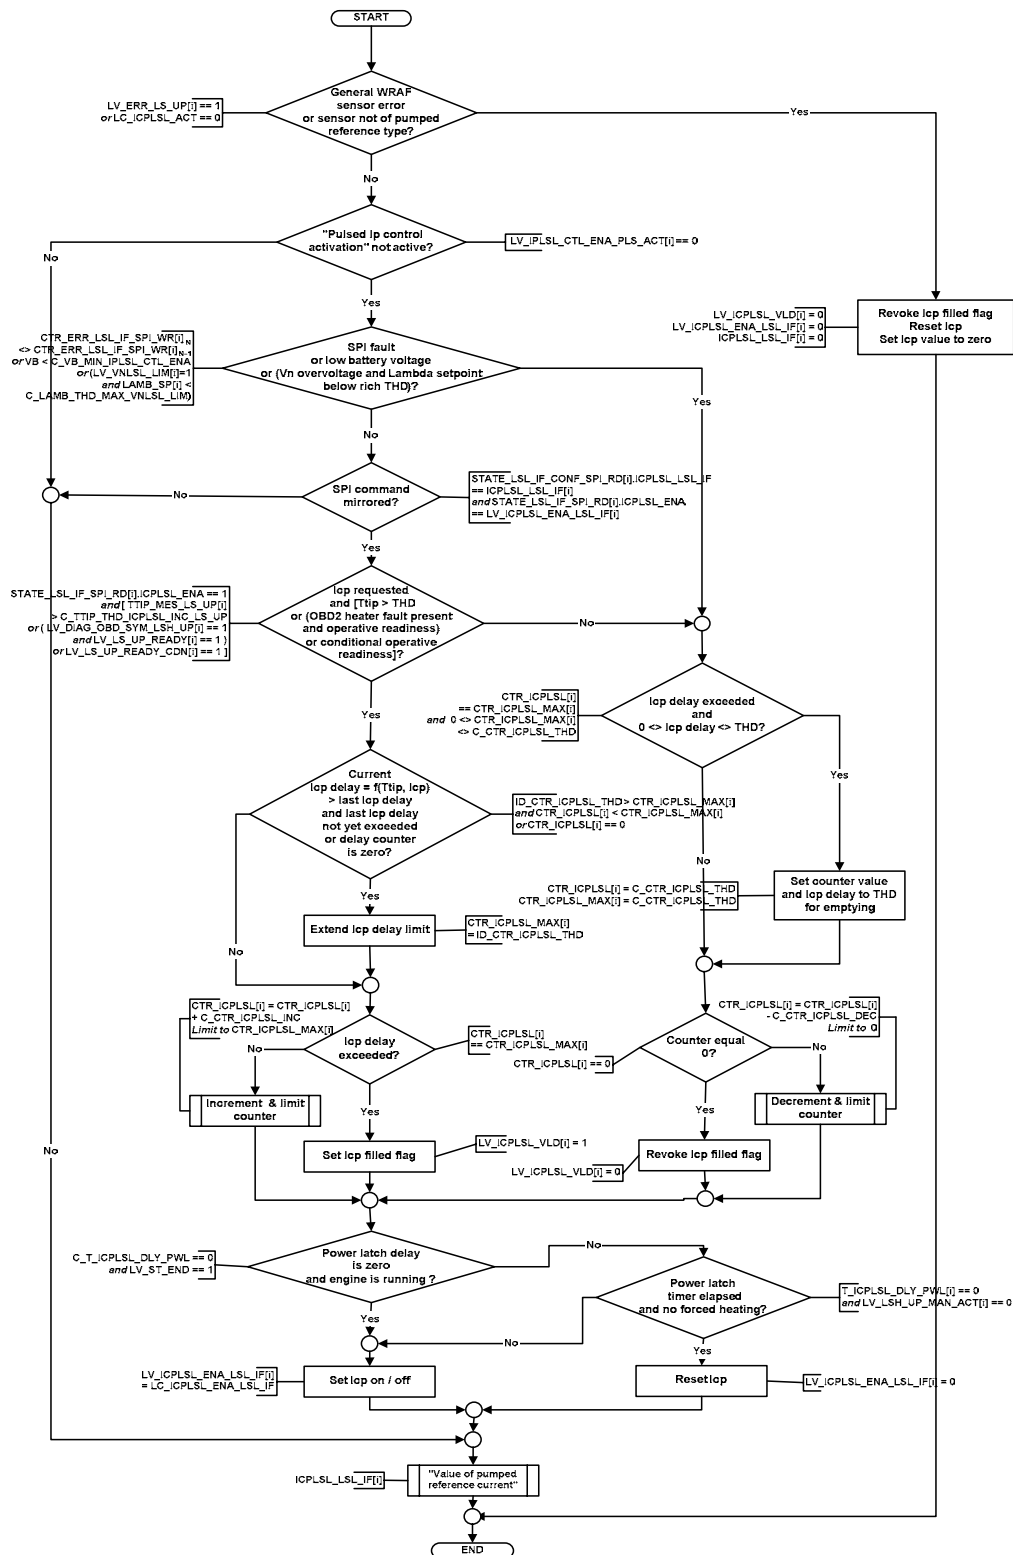 START
General WRAF
sensor error
or sensor not of pumped
reference type?
LV_ERR_LS_UP[i] == 1
or LC_ICPLSL_ACT == 0
Yes
No
"Pulsed Ip control
activation" not active?
LV_IPLSL_CTL_ENA_PLS_ACT[i] == 0
No
Yes
LV_ICPLSL_VLD[i] = 0
LV_ICPLSL_ENA_LSL_IF[i] = 0
ICPLSL_LSL_IF[i] = 0
Revoke Icp filled flag
Reset Icp
Set Icp value to zero
CTR_ERR_LSL_IF_SPI_WR[i]N
<> CTR_ERR_LSL_IF_SPI_WR[i]N-1
or VB < C_VB_MIN_IPLSL_CTL_ENA
or (LV_VNLSL_LIM[i]=1
and LAMB_SP[i] <
C_LAMB_THD_MAX_VNLSL_LIM)
SPI fault
or low battery voltage
or (Vn overvoltage and Lambda setpoint
below rich THD)?
Yes
No
SPI command
mirrored?
STATE_LSL_IF_CONF_SPI_RD[i].ICPLSL_LSL_IF
== ICPLSL_LSL_IF[i]
and STATE_LSL_IF_SPI_RD[i].ICPLSL_ENA
== LV_ICPLSL_ENA_LSL_IF[i]
No
Yes
STATE_LSL_IF_SPI_RD[i].ICPLSL_ENA == 1
and [ TTIP_MES_LS_UP[i]
> C_TTIP_THD_ICPLSL_INC_LS_UP
or ( LV_DIAG_OBD_SYM_LSH_UP[i] == 1
and LV_LS_UP_READY[i] == 1 )
or LV_LS_UP_READY_CDN[i] == 1 ]
Icp requested
and [Ttip > THD
or (OBD2 heater fault present
and operative readiness)
or conditional operative
readiness]?
No
Yes
CTR_ICPLSL[i]
== CTR_ICPLSL_MAX[i]
and 0 <> CTR_ICPLSL_MAX[i]
<> C_CTR_ICPLSL_THD
Icp delay exceeded
and
0 <> Icp delay <> THD?
Yes
No
Current
Icp delay = f(Ttip, Icp)
> last Icp delay
and last Icp delay
not yet exceeded
or delay counter
is zero?
ID_CTR_ICPLSL_THD > CTR_ICPLSL_MAX[i]
and CTR_ICPLSL[i] < CTR_ICPLSL_MAX[i]
or CTR_ICPLSL[i] == 0
CTR_ICPLSL[i] = C_CTR_ICPLSL_THD
CTR_ICPLSL_MAX[i] = C_CTR_ICPLSL_THD
Set counter value
and Icp delay to THD
for emptying
Yes
Extend Icp delay limit
CTR_ICPLSL_MAX[i]
= ID_CTR_ICPLSL_THD
No
CTR_ICPLSL[i] = CTR_ICPLSL[i]
+ C_CTR_ICPLSL_INC
Limit to CTR_ICPLSL_MAX[i]
Icp delay
exceeded?
CTR_ICPLSL[i]
== CTR_ICPLSL_MAX[i]
CTR_ICPLSL[i] = CTR_ICPLSL[i]
- C_CTR_ICPLSL_DEC
Limit to 0
CTR_ICPLSL[i] == 0
Counter equal
0?
No
No
Increment & limit
counter
Decrement & limit
counter
Yes
Yes
Set Icp filled flag
LV_ICPLSL_VLD[i] = 1
LV_ICPLSL_VLD[i] = 0
Revoke Icp filled flag
No
C_T_ICPLSL_DLY_PWL == 0
and LV_ST_END == 1
Power latch delay
is zero
and engine is running ?
No
Power latch
timer elapsed
and no forced heating?
T_ICPLSL_DLY_PWL[i] == 0
and LV_LSH_UP_MAN_ACT[i] == 0
Yes
No
Yes
LV_ICPLSL_ENA_LSL_IF[i]
= LC_ICPLSL_ENA_LSL_IF
Set Icp on / off
Reset Icp
LV_ICPLSL_ENA_LSL_IF[i] = 0
ICPLSL_LSL_IF[i]
"Value of pumped
reference current"
END